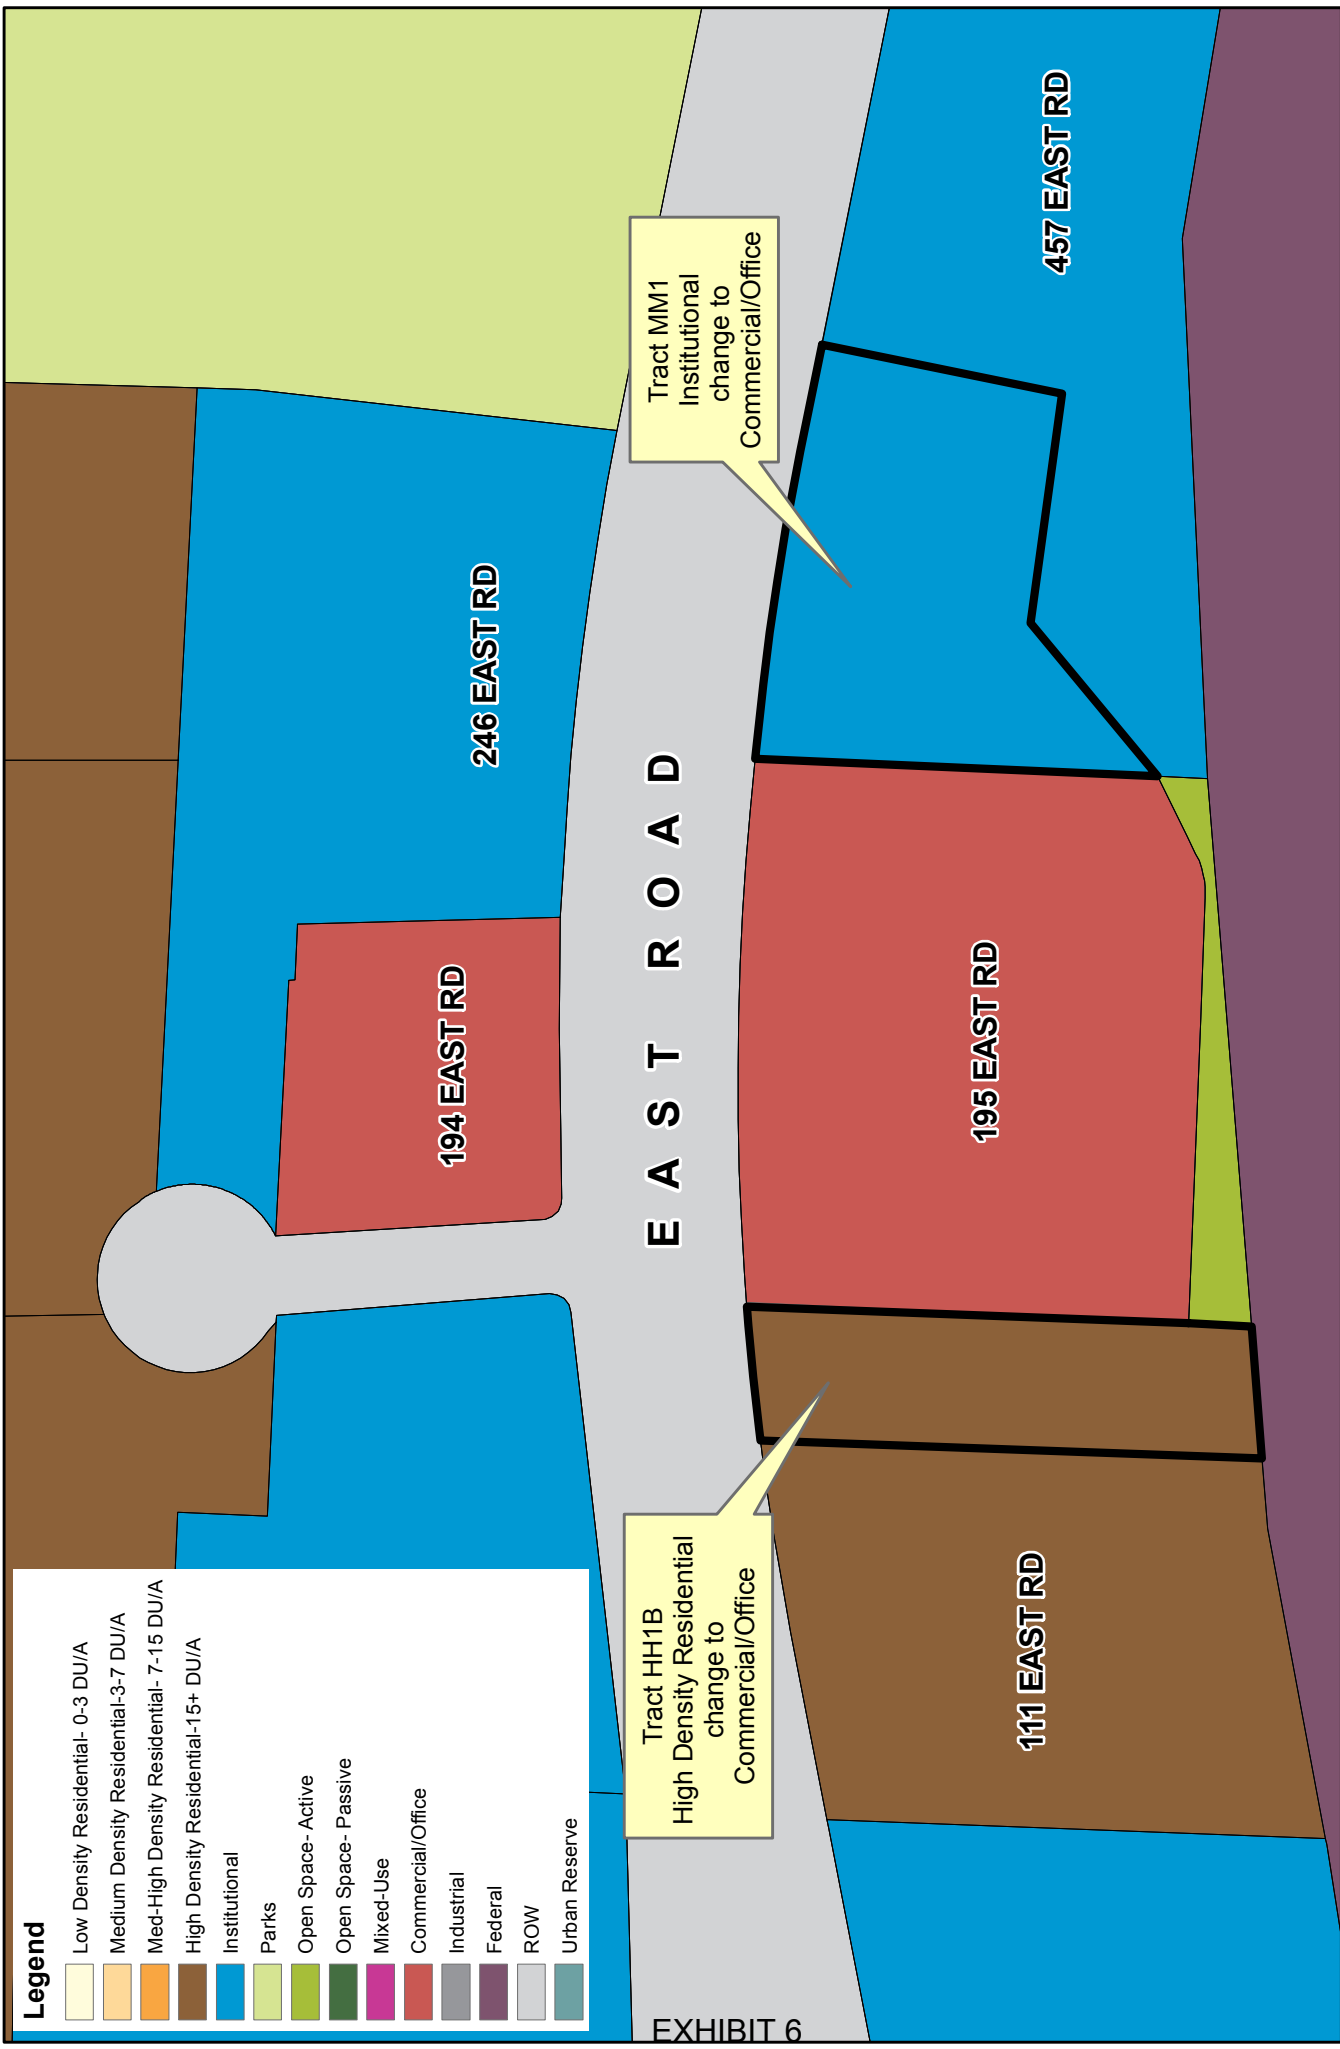 Legend
Low Density Residential- 0-3 DU/A
Medium Density Residential-3-7 DU/A
Med-High Density Residential- 7-15 DU/A
High Density Residential-15+ DU/A
Institutional
Parks
Open Space- Active
Open Space- Passive
Mixed-Use
Commercial/Office
Industrial
Federal
ROW
Urban Reserve
246 EAST RD
194 EAST RD
EAST ROAD
Tract HH1B
High Density Residential
change to
Commercial/Office
Tract MM1
Institutional
change to
Commercial/Office
111 EAST RD
195 EAST RD
457 EAST RD
EXHIBIT 6